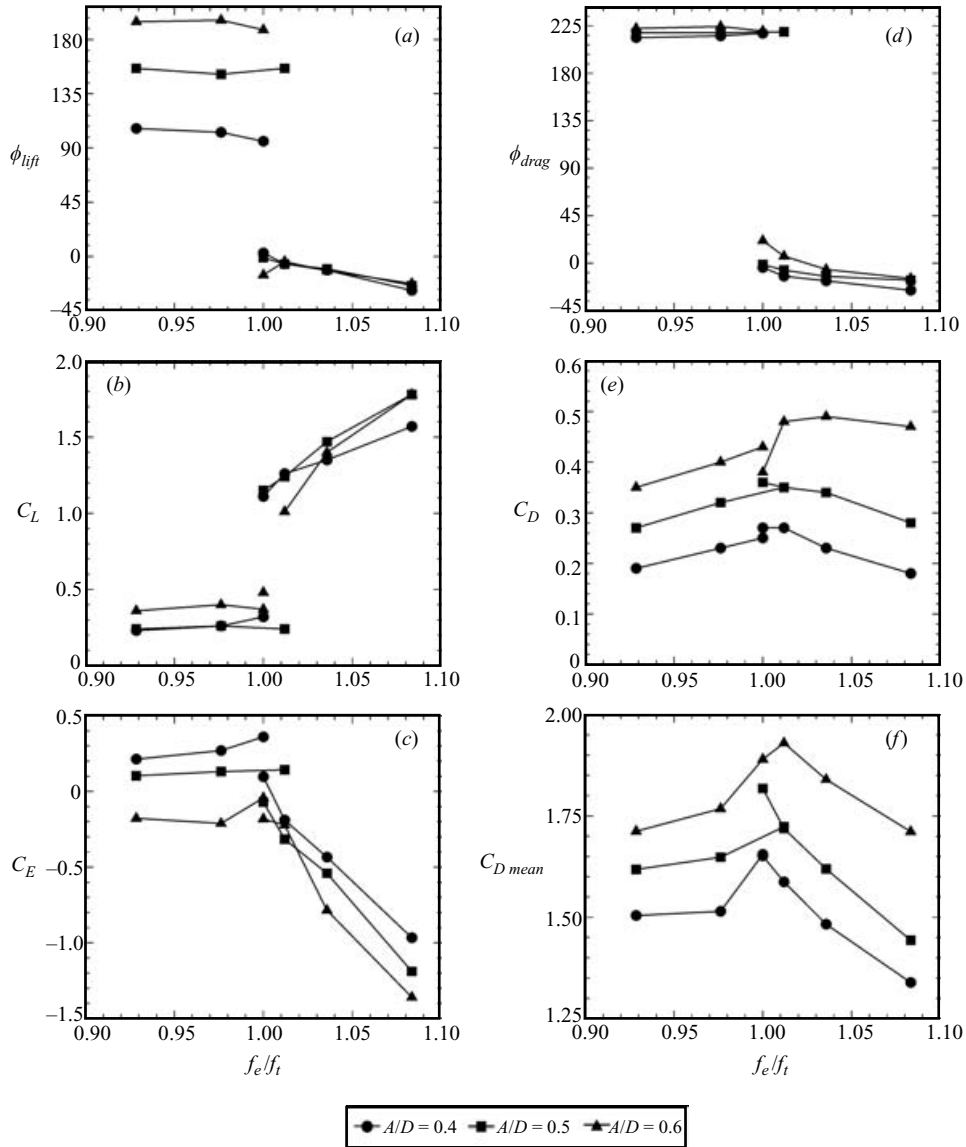 180
135
90
45
0
−45
ϕlift
(a)
0.90 0.95 1.00 1.05 1.10
225
180
135
90
45
0
−45
ϕdrag
(d)
0.90 0.95 1.00 1.05 1.10
2.0
1.5
1.0
0.5
0
CL
(b)
0.90 0.95 1.00 1.05 1.10
0.6
0.5
0.4
0.3
0.2
0.1
0
CD
(e)
0.90 0.95 1.00 1.05 1.10
0.5
0
−0.5
−1.0
−1.5
CE
(c)
0.90 0.95 1.00 1.05 1.10
fe/ft
2.00
1.75
1.50
1.25
CD mean
(f)
0.90 0.95 1.00 1.05 1.10
fe/ft
A/D = 0.4 A/D = 0.5 A/D = 0.6